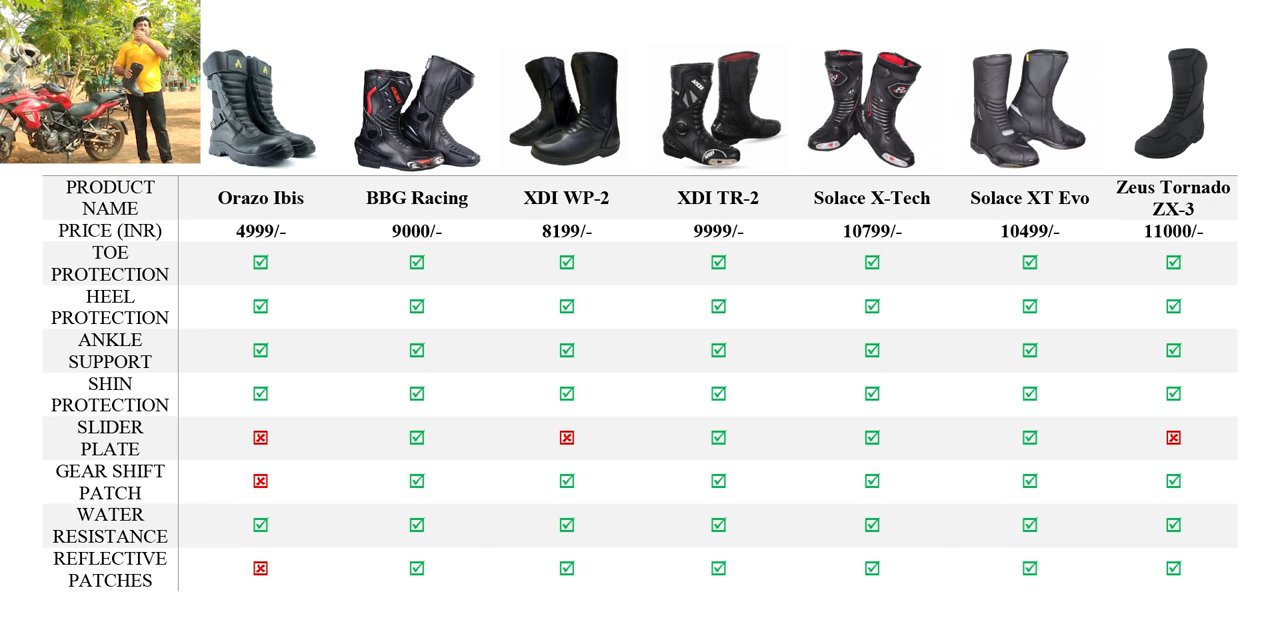 PRODUCT NAME Orazo Ibis BBG Racing XDI WP-2 XDI TR-2 Solace X-Tech Solace XT Evo Zeus Tornado ZX-3
PRICE (INR) 4999/- 9000/- 8199/- 9999/- 10799/- 10499/- 11000/-
TOE
PROTECTION
HEEL
PROTECTION
ANKLE
SUPPORT
SHIN
PROTECTION
SLIDER
PLATE
GEAR SHIFT
PATCH
WATER
RESISTANCE
REFLECTIVE
PATCHES